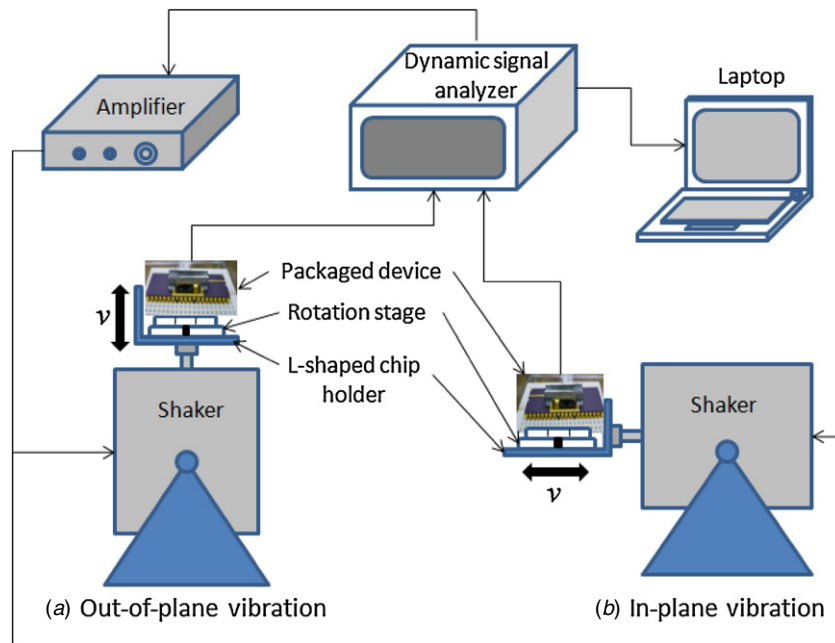 Amplifier
Dynamic signal
analyzer
Laptop
Packaged device
Rotation stage
L-shaped chip
holder
v
Shaker
v
Shaker
(a) Out-of-plane vibration
(b) In-plane vibration